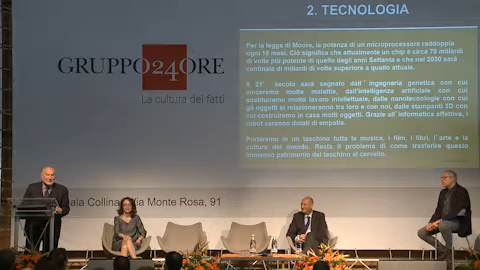 2. TECNOLOGIA
Per la legge di Moore, la potenza di un microprocessore raddoppia
ogni 18 mesi. Ciò significa che attualmente un chip è circa 70 miliardi
di volte più potente di quello degli anni Settanta e che nel 2030 sarà
centinaia di miliardi di volte superiore a quello attuale.
Il 21° secolo sarà segnato dall'ingegneria genetica con cui
vinceremo molte malattie, dall'intelligenza artificiale con cui
sostituiremo molto lavoro intellettuale, dalle nanotecnologie con cui
gli oggetti si relazioneranno tra loro e con noi, dalle stampanti 3D con
cui costruiremo in casa molti oggetti. Grazie all'informatica affettiva, i
robot saranno dotati di empatia.
Porteremo in un taschino tutta la musica, i film, i libri, l'arte e la
cultura del mondo. Resta il problema di come trasferire questo
immenso patrimonio dal taschino al cervello.
GRUPPO24ORE
La cultura dei fatti
ala Collina Via Monte Rosa, 91